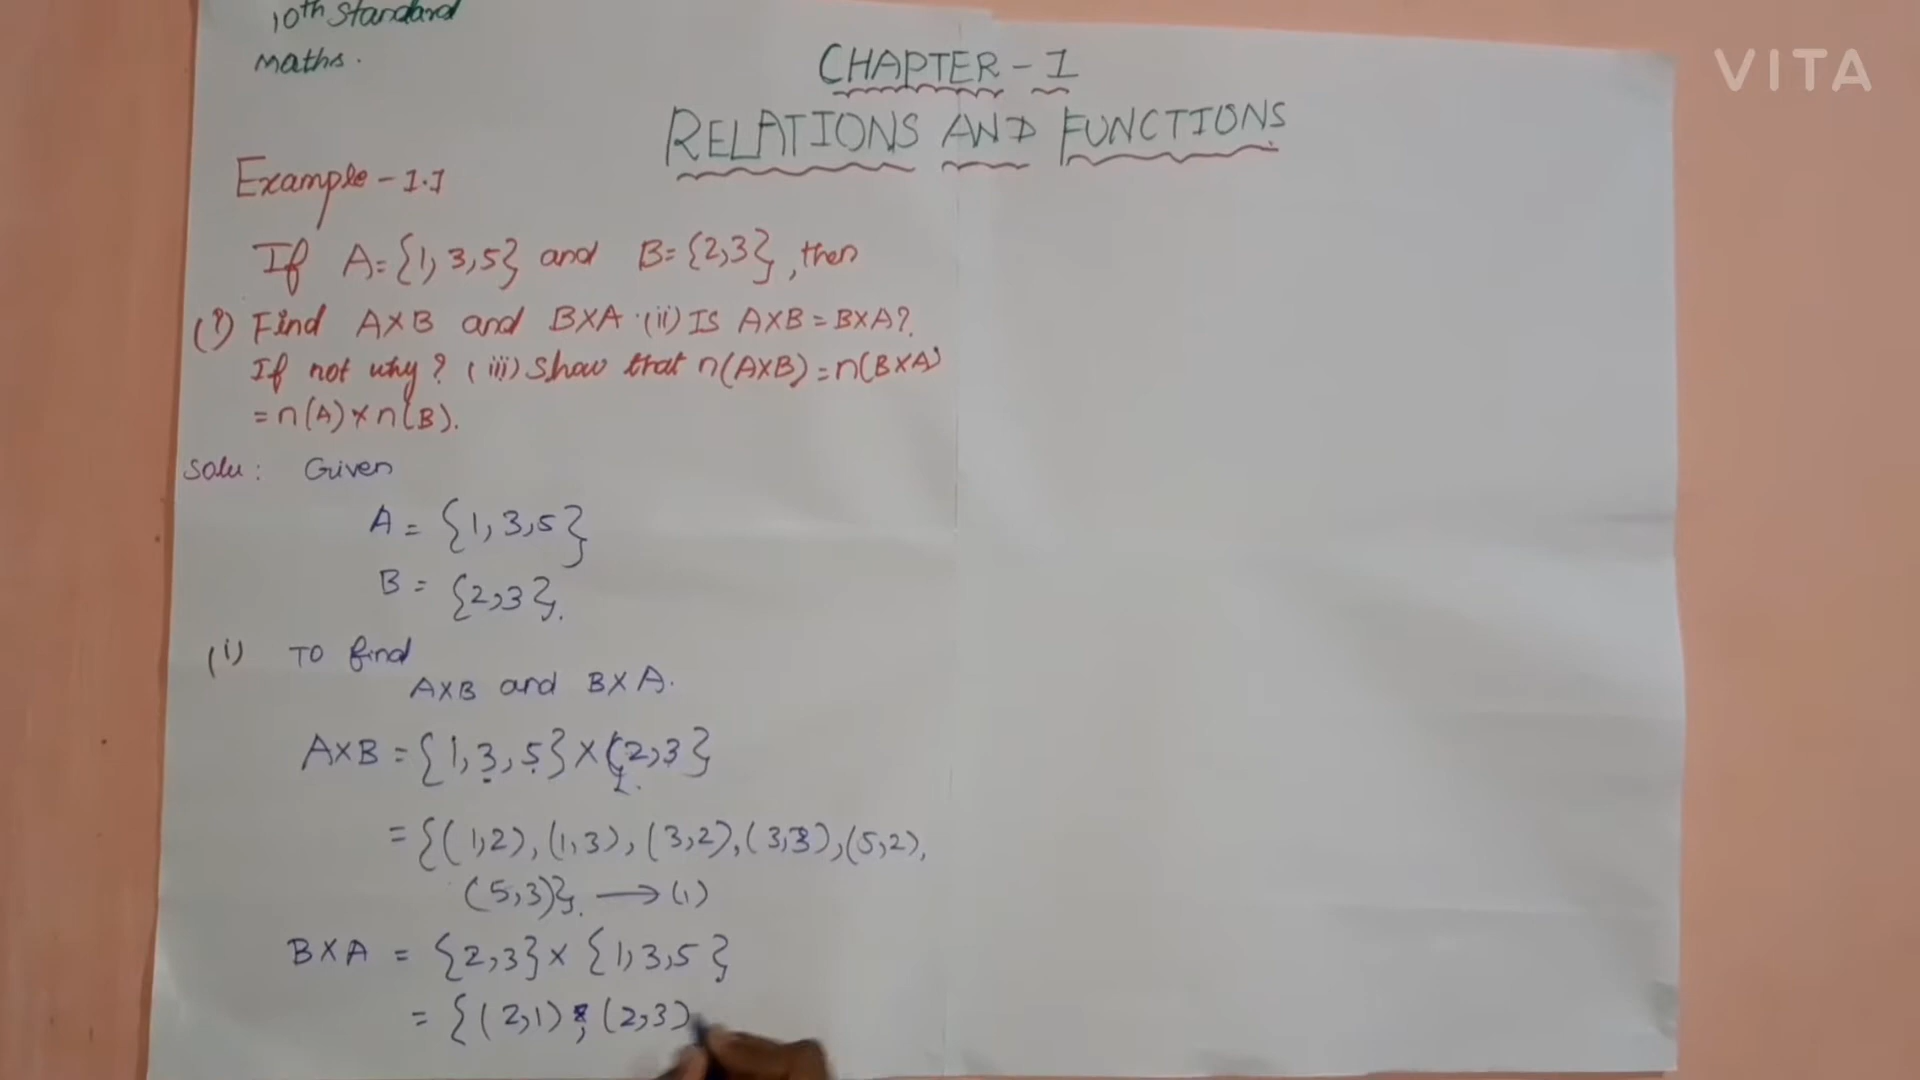 10th Standard
Maths.
VITA
CHAPTER - 1
RELATIONS AND FUNCTIONS
Example - 1.1
If A = {1, 3, 5} and B = {2, 3}, then
(i) Find A×B and B×A. (ii) Is A×B = B×A?.
If not why? (iii) Show that n(A×B) = n(B×A)
= n(A) × n(B).
Solu: Given
A = {1, 3, 5}
B = {2, 3}.
(i) To find
A×B and B×A.
A×B = {1, 3, 5} × {2, 3}
= {(1,2), (1,3), (3,2), (3,3), (5,2),
(5,3)}. → (1)
B×A = {2, 3} × {1, 3, 5}
= {(2,1), (2,3)